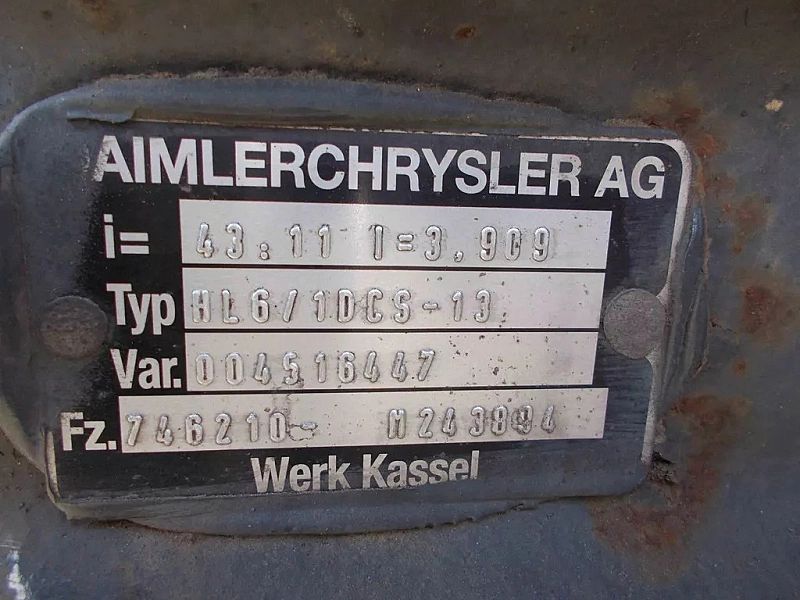 AIMLERCHRYSLER AG
i= 43:11 I=3,909
Typ HL6/1DCS-13
Var. 004516447
Fz. 746210- M243894
Werk Kassel